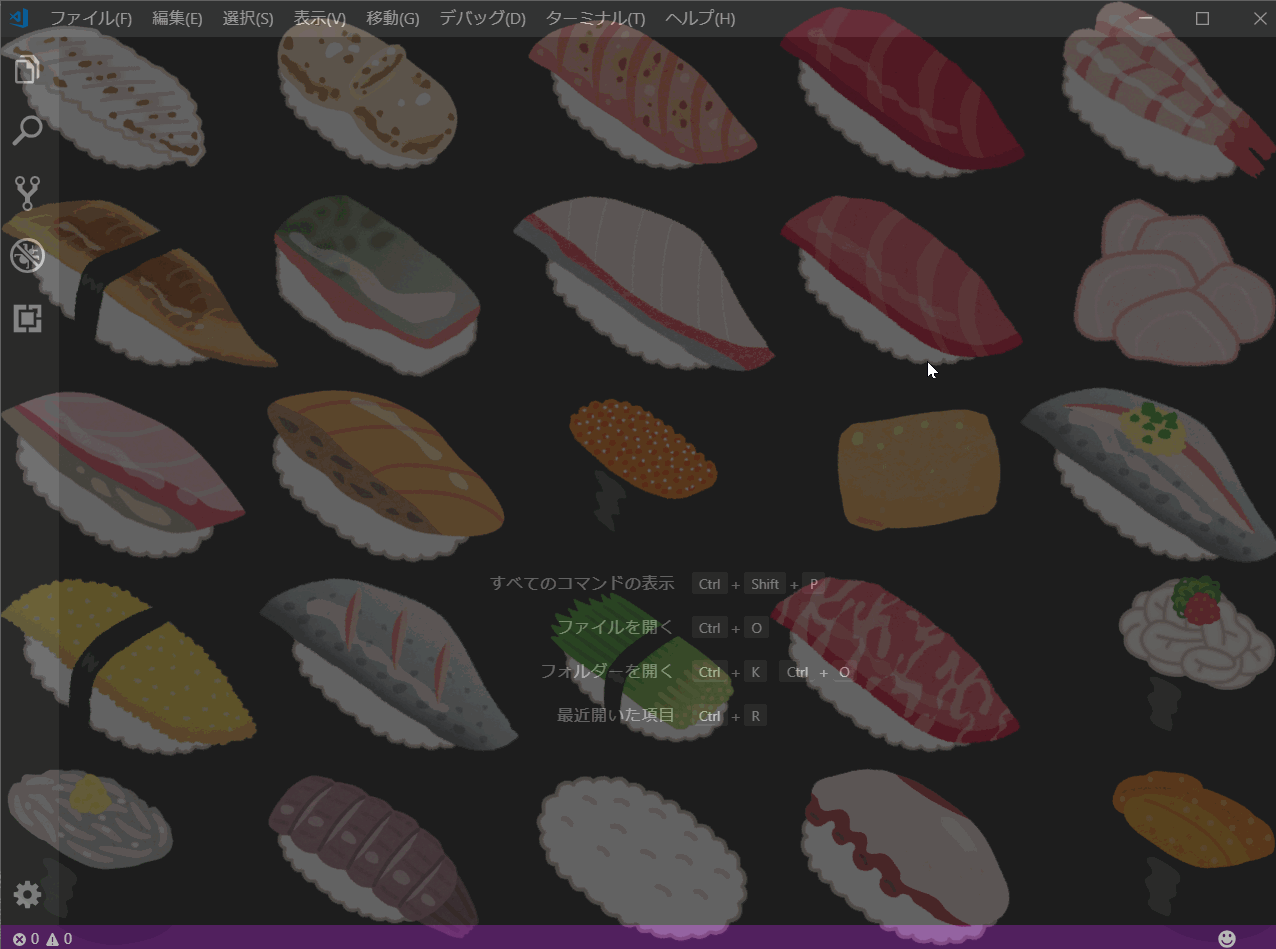 ファイル(F) 編集(E) 選択(S) 表示(V) 移動(G) デバッグ(D) ターミナル(T) ヘルプ(H)
すべてのコマンドの表示 Ctrl + Shift + P
ファイルを開く Ctrl + O
フォルダーを開く Ctrl + K Ctrl + O
最近開いた項目 Ctrl + R
0 0